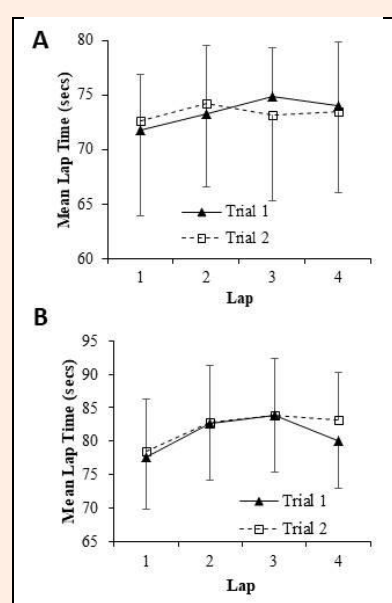 A
80
75
70
65
60
Mean Lap Time (secs)
Trial 1
Trial 2
1 2 3 4
Lap
B
95
90
85
80
75
70
65
Mean Lap Time (secs)
Trial 1
Trial 2
1 2 3 4
Lap